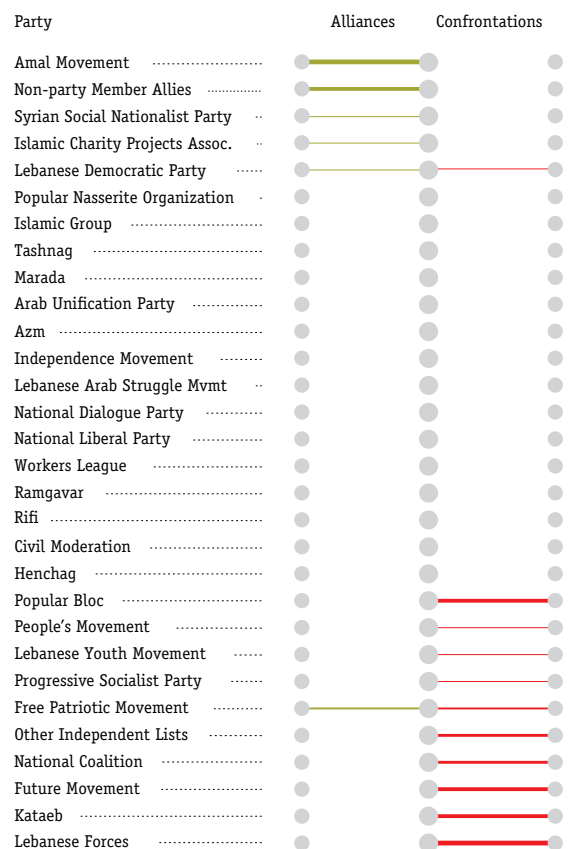 Party Alliances Confrontations
Amal Movement
Non-party Member Allies
Syrian Social Nationalist Party
Islamic Charity Projects Assoc.
Lebanese Democratic Party
Popular Nasserite Organization
Islamic Group
Tashnag
Marada
Arab Unification Party
Azm
Independence Movement
Lebanese Arab Struggle Mvmt
National Dialogue Party
National Liberal Party
Workers League
Ramgavar
Rifi
Civil Moderation
Henchag
Popular Bloc
People’s Movement
Lebanese Youth Movement
Progressive Socialist Party
Free Patriotic Movement
Other Independent Lists
National Coalition
Future Movement
Kataeb
Lebanese Forces